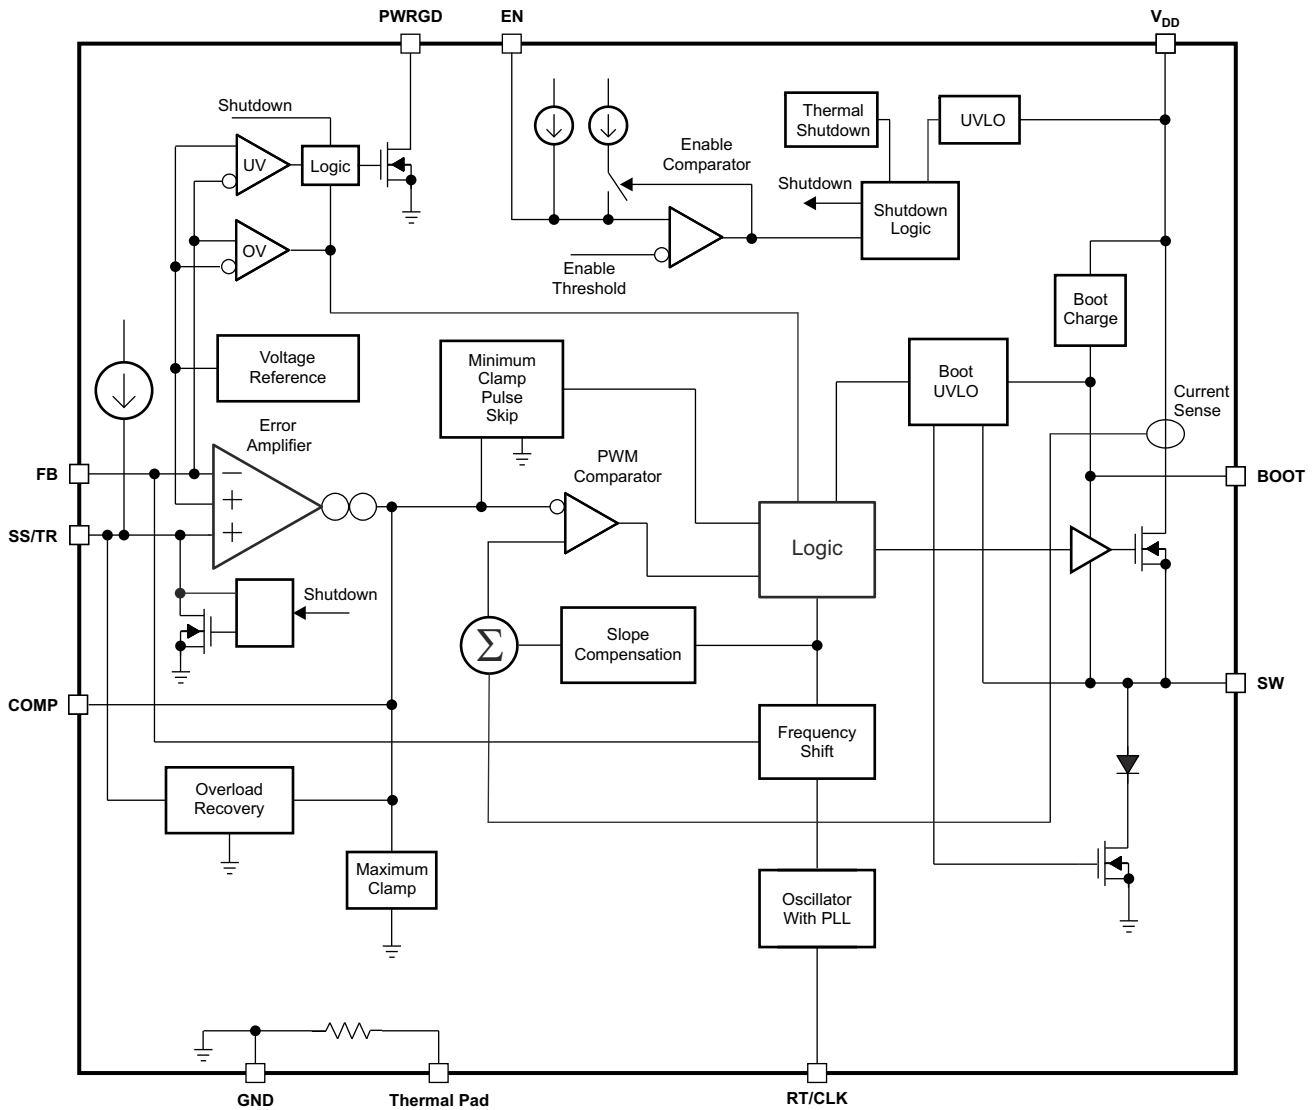 PWRGD
EN
VDD
Shutdown
UV
Logic
OV
Enable
Comparator
Thermal
Shutdown
UVLO
Shutdown
Shutdown
Logic
Enable
Threshold
Boot
Charge
Voltage
Reference
Minimum
Clamp
Pulse
Skip
Boot
UVLO
Current
Sense
Error
Amplifier
PWM
Comparator
FB
−
+
+
SS/TR
BOOT
Logic
Shutdown
Σ
Slope
Compensation
COMP
SW
Frequency
Shift
Overload
Recovery
Maximum
Clamp
Oscillator
With PLL
GND
Thermal Pad
RT/CLK